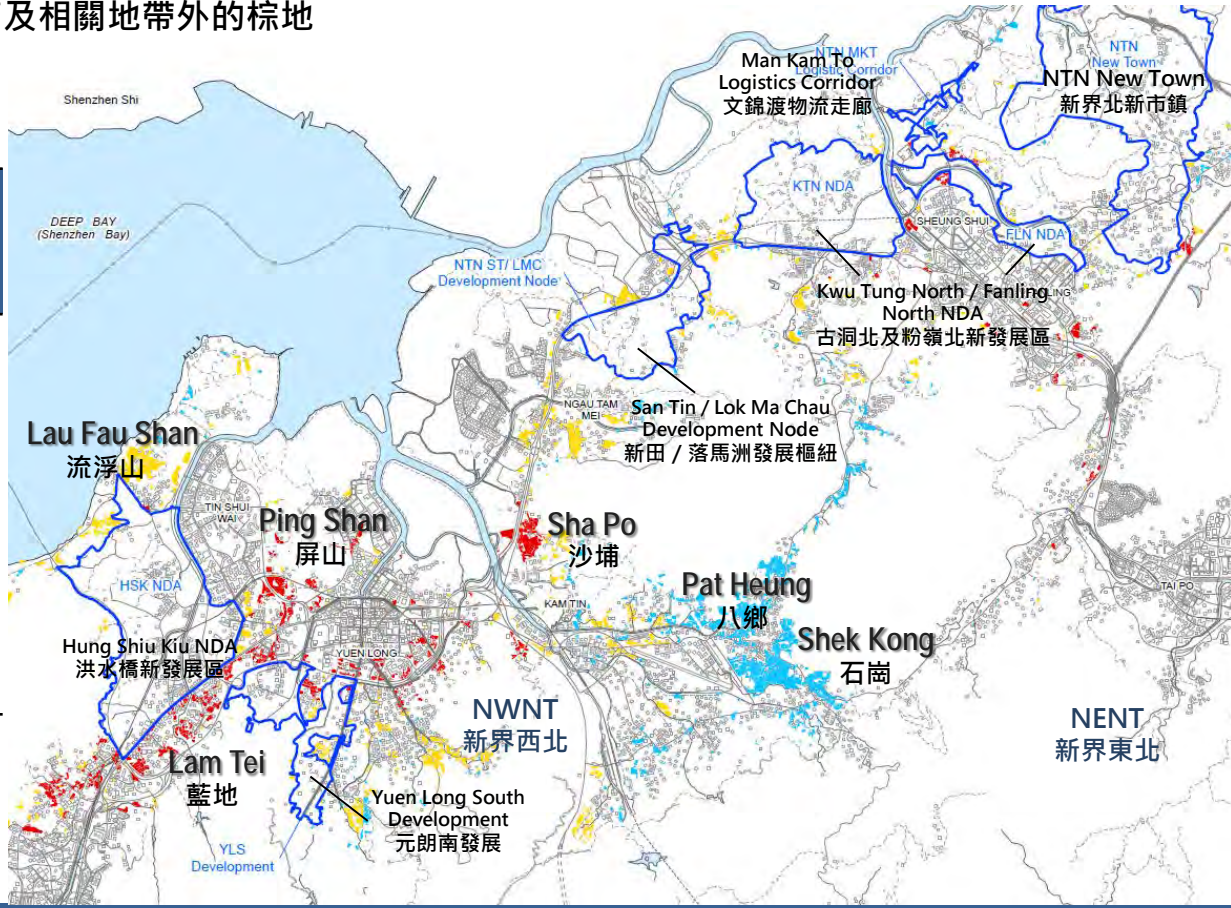 及相關地帶外的棕地
Shenzhen Shi
DEEP BAY
(Shenzhen Bay)
Man Kam To
Logistics Corridor
文錦渡物流走廊
NTN MKT
Logistic Corridor
NTN
New Town
NTN New Town
新界北新市鎮
KTN NDA
SHEUNG SHUI
FLN NDA
NTN ST/ LMC
Development Node
Kwu Tung North / Fanling
North NDA
古洞北及粉嶺北新發展區
LING
NGAU TAM
MEI
San Tin / Lok Ma Chau
Development Node
新田 / 落馬洲發展樞紐
Lau Fau Shan
流浮山
TIN SHUI
WAI
Ping Shan
屏山
Sha Po
沙埔
HSK NDA
Pat Heung
八鄉
KAM TIN
TAI PO
Shek Kong
石崗
Hung Shiu Kiu NDA
洪水橋新發展區
YUEN LONG
NWNT
新界西北
NENT
新界東北
Lam Tei
藍地
Yuen Long South
Development
元朗南發展
YLS
Development